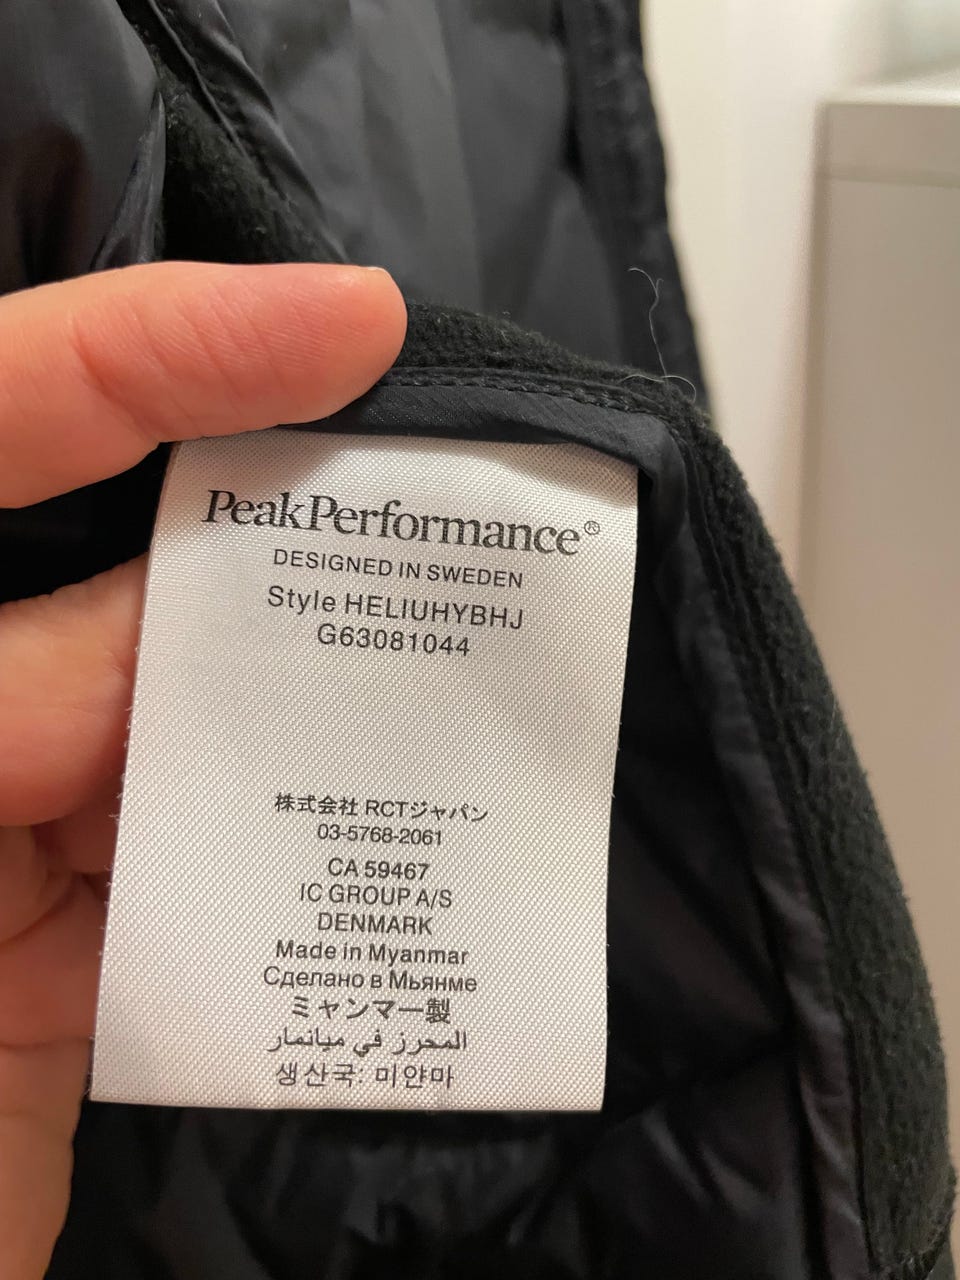 PeakPerformance®
DESIGNED IN SWEDEN
Style HELIUHYBHJ
G63081044
株式会社 RCTジャパン
03-5768-2061
CA 59467
IC GROUP A/S
DENMARK
Made in Myanmar
Сделано в Мьянме
ミャンマー製
المحرز في ميانمار
생산국: 미얀마